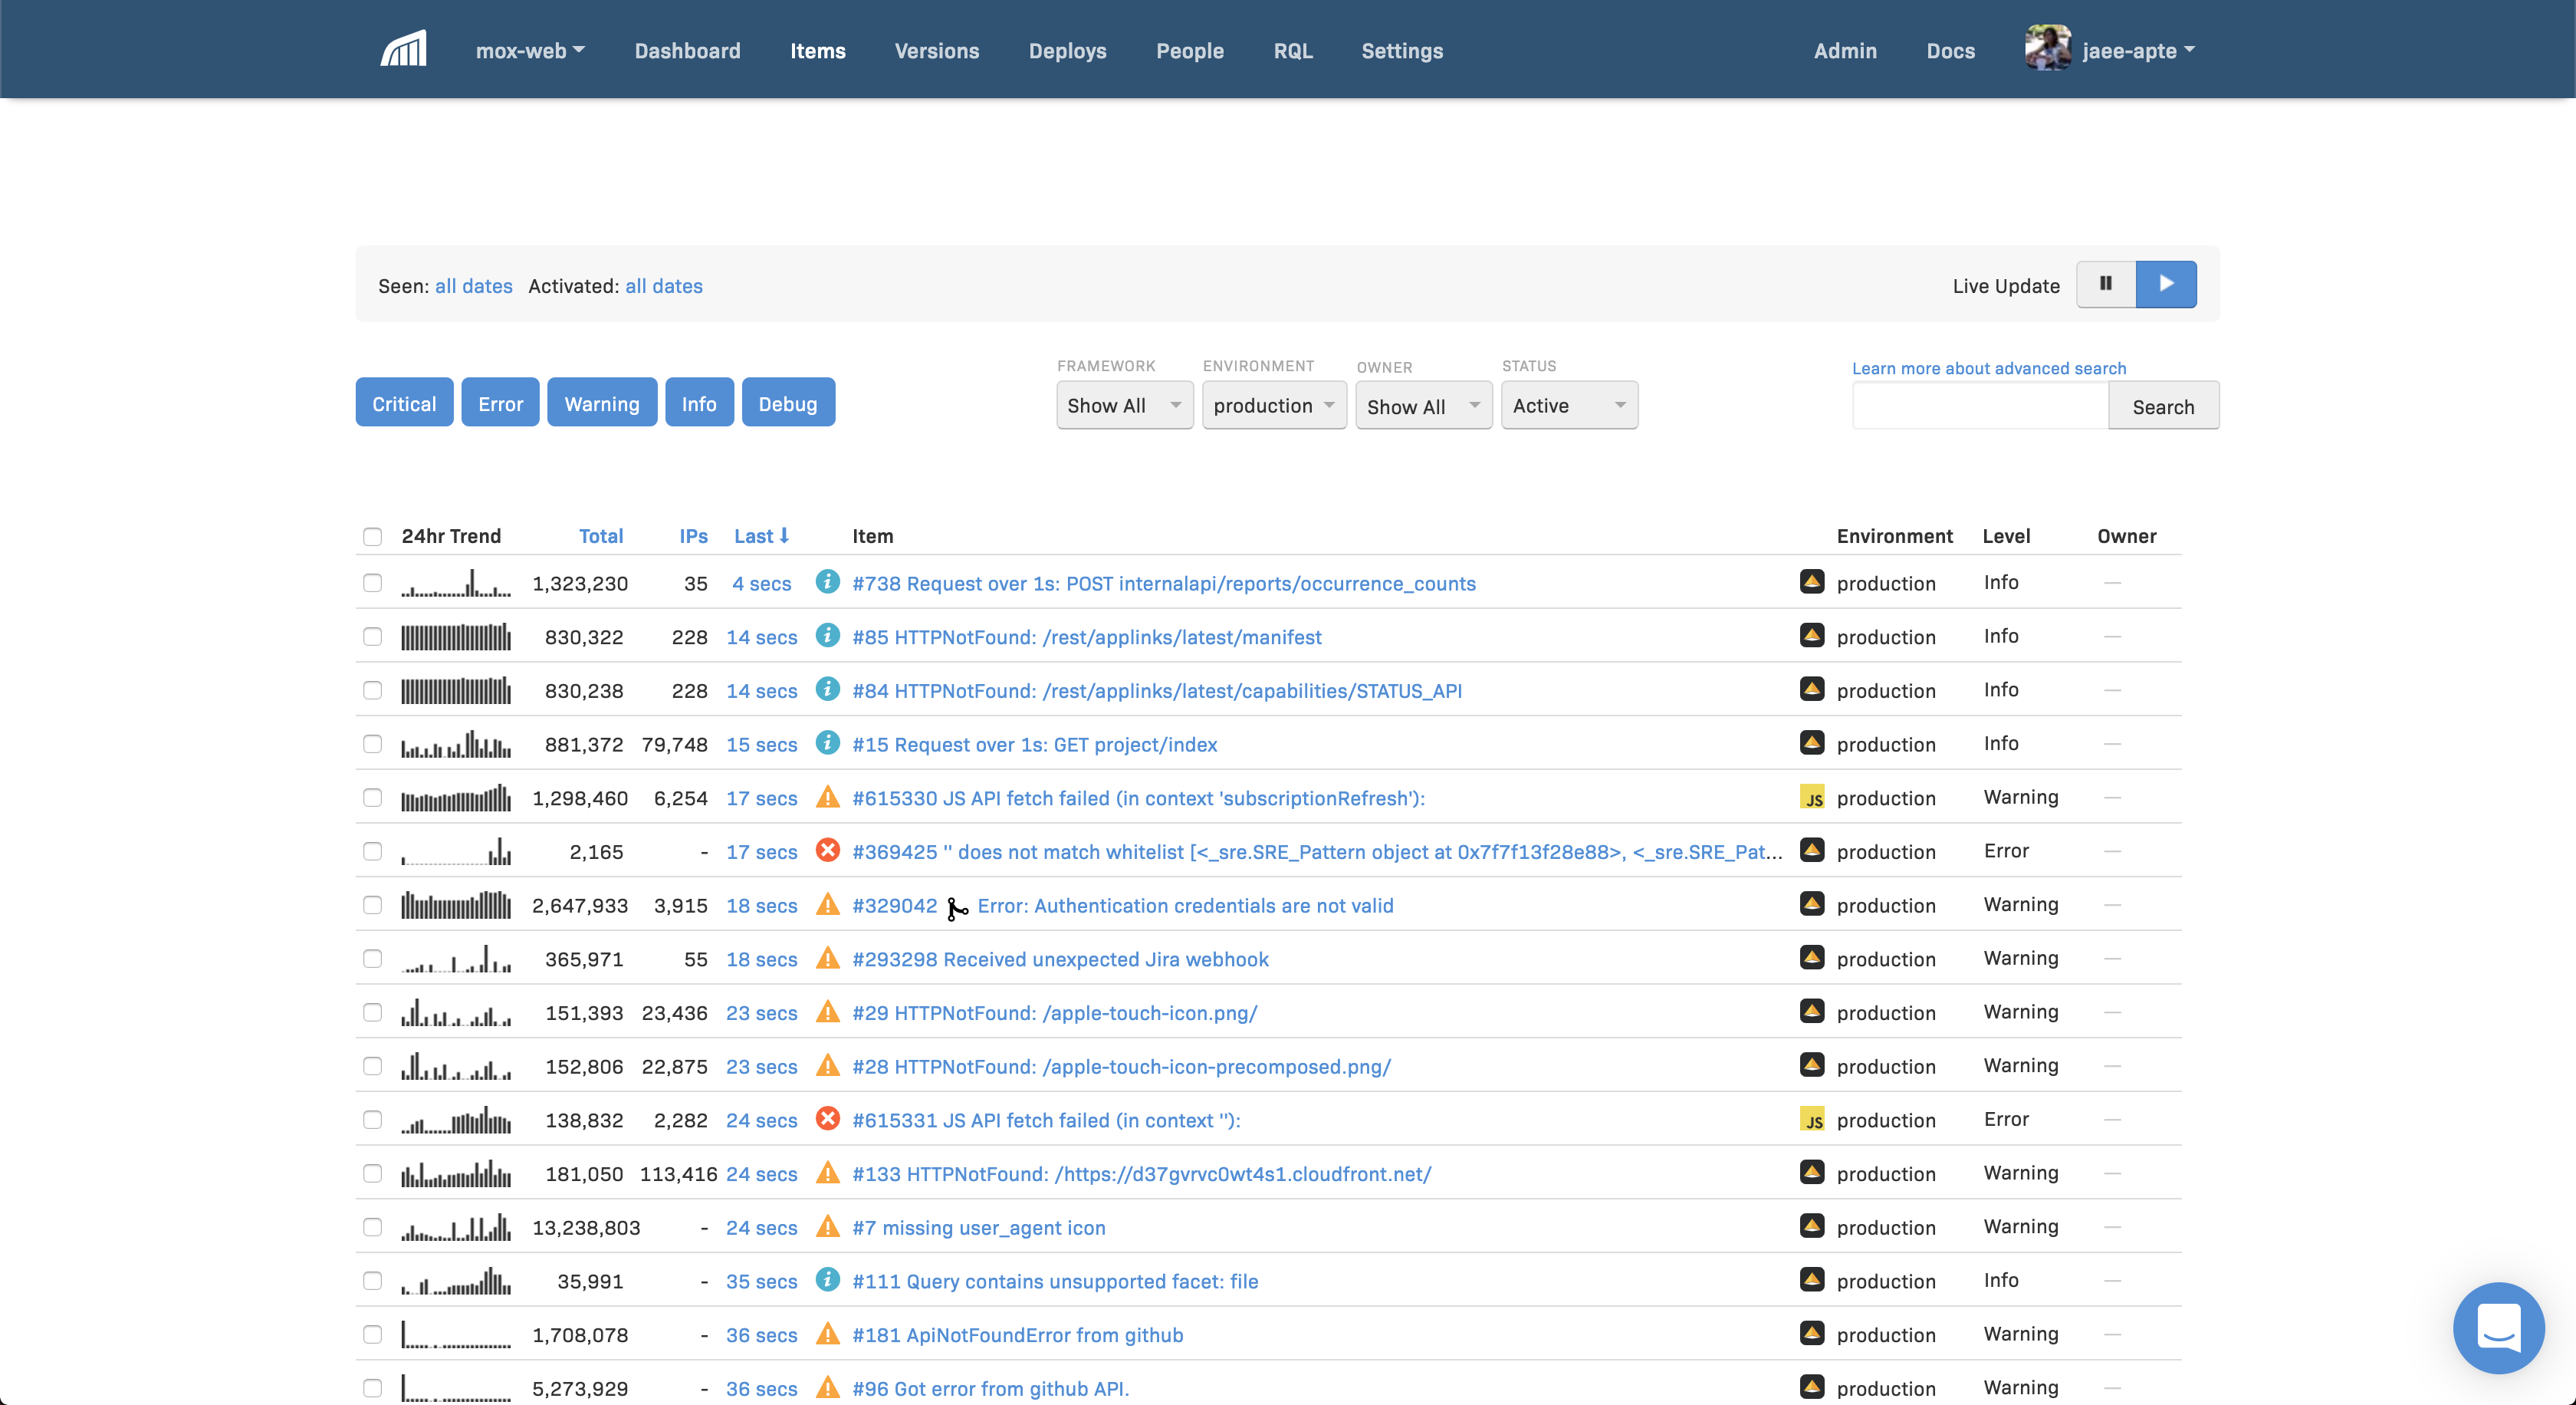 mox-web Dashboard Items Versions Deploys People RQL Settings Admin Docs jaee-apte
Seen: all dates Activated: all dates Live Update
Critical Error Warning Info Debug
FRAMEWORK ENVIRONMENT OWNER STATUS
Show All production Show All Active
Learn more about advanced search
Search
24hr Trend Total IPs Last Item Environment Level Owner
1,323,230 35 4 secs #738 Request over 1s: POST internalapi/reports/occurrence_counts production Info —
830,322 228 14 secs #85 HTTPNotFound: /rest/applinks/latest/manifest production Info —
830,238 228 14 secs #84 HTTPNotFound: /rest/applinks/latest/capabilities/STATUS_API production Info —
881,372 79,748 15 secs #15 Request over 1s: GET project/index production Info —
1,298,460 6,254 17 secs #615330 JS API fetch failed (in context 'subscriptionRefresh'): JS production Warning —
2,165 - 17 secs #369425 '' does not match whitelist [<_sre.SRE_Pattern object at 0x7f7f13f28e88>, <_sre.SRE_Pat... production Error —
2,647,933 3,915 18 secs #329042 Error: Authentication credentials are not valid production Warning —
365,971 55 18 secs #293298 Received unexpected Jira webhook production Warning —
151,393 23,436 23 secs #29 HTTPNotFound: /apple-touch-icon.png/ production Warning —
152,806 22,875 23 secs #28 HTTPNotFound: /apple-touch-icon-precomposed.png/ production Warning —
138,832 2,282 24 secs #615331 JS API fetch failed (in context ''): JS production Error —
181,050 113,416 24 secs #133 HTTPNotFound: /https://d37gvrvc0wt4s1.cloudfront.net/ production Warning —
13,238,803 - 24 secs #7 missing user_agent icon production Warning —
35,991 - 35 secs #111 Query contains unsupported facet: file production Info —
1,708,078 - 36 secs #181 ApiNotFoundError from github production Warning —
5,273,929 - 36 secs #96 Got error from github API. production Warning —